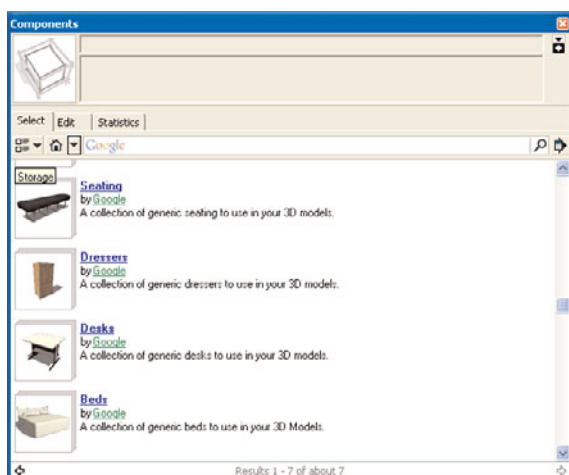 Components
Select Edit Statistics
Google
Storage
Seating
by Google
A collection of generic seating to use in your 3D models.
Dressers
by Google
A collection of generic dressers to use in your 3D models.
Desks
by Google
A collection of generic desks to use in your 3D models.
Beds
by Google
A collection of generic beds to use in your 3D Models.
Results 1 - 7 of about 7